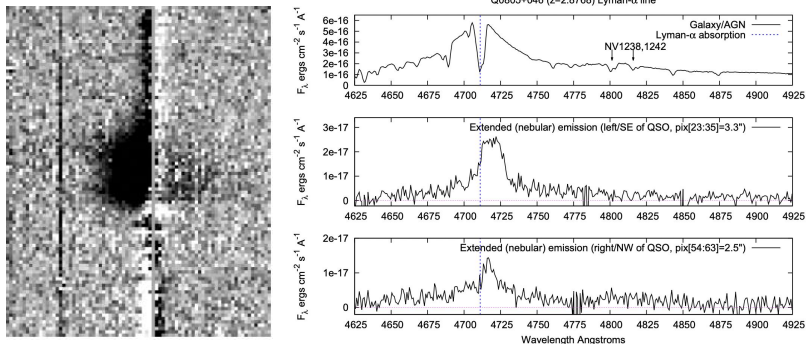 Q0805+046 (z=2.8768) Lyman-α line
Fλ ergs cm-2 s-1 A-1
6e-16
5e-16
4e-16
3e-16
2e-16
1e-16
0
Galaxy/AGN
Lyman-α absorption
NV1238,1242
4625 4650 4675 4700 4725 4750 4775 4800 4825 4850 4875 4900 4925
Fλ ergs cm-2 s-1 A-1
3e-17
2e-17
1e-17
0
Extended (nebular) emission (left/SE of QSO, pix[23:35]=3.3")
4625 4650 4675 4700 4725 4750 4775 4800 4825 4850 4875 4900 4925
Fλ ergs cm-2 s-1 A-1
2e-17
1e-17
0
Extended (nebular) emission (right/NW of QSO, pix[54:63]=2.5")
4625 4650 4675 4700 4725 4750 4775 4800 4825 4850 4875 4900 4925
Wavelength Angstroms